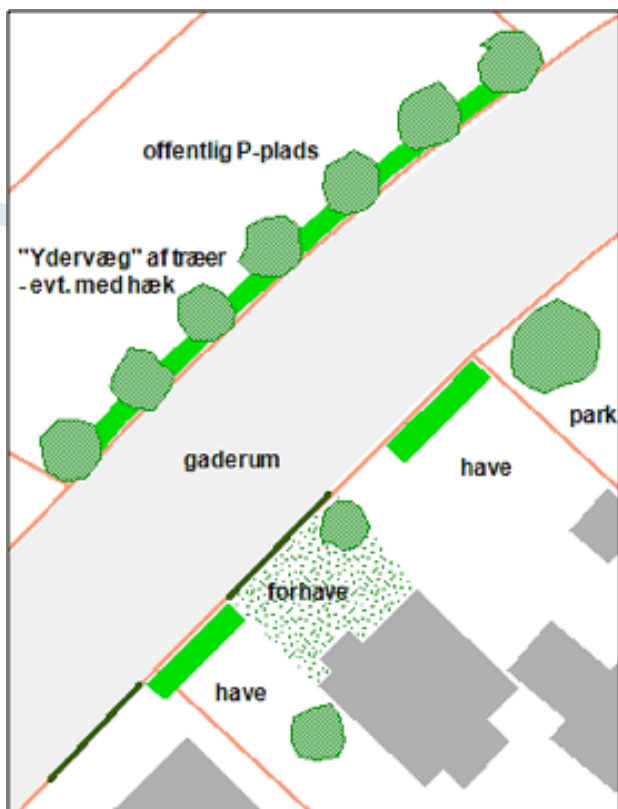 offentlig P-plads
"Ydervæg" af træer
- evt. med hæk
park
gaderum
have
forhave
have